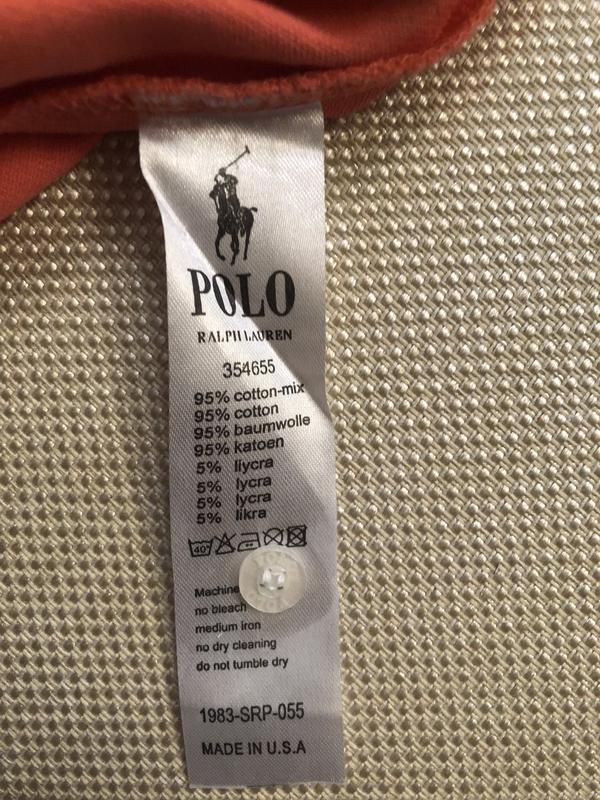 POLO
RALPH LAUREN
354655
95% cotton-mix
95% cotton
95% baumwolle
95% katoen
5% liycra
5% lycra
5% lycra
5% likra
40°
Machine
no bleach
medium iron
no dry cleaning
do not tumble dry
1983-SRP-055
MADE IN U.S.A